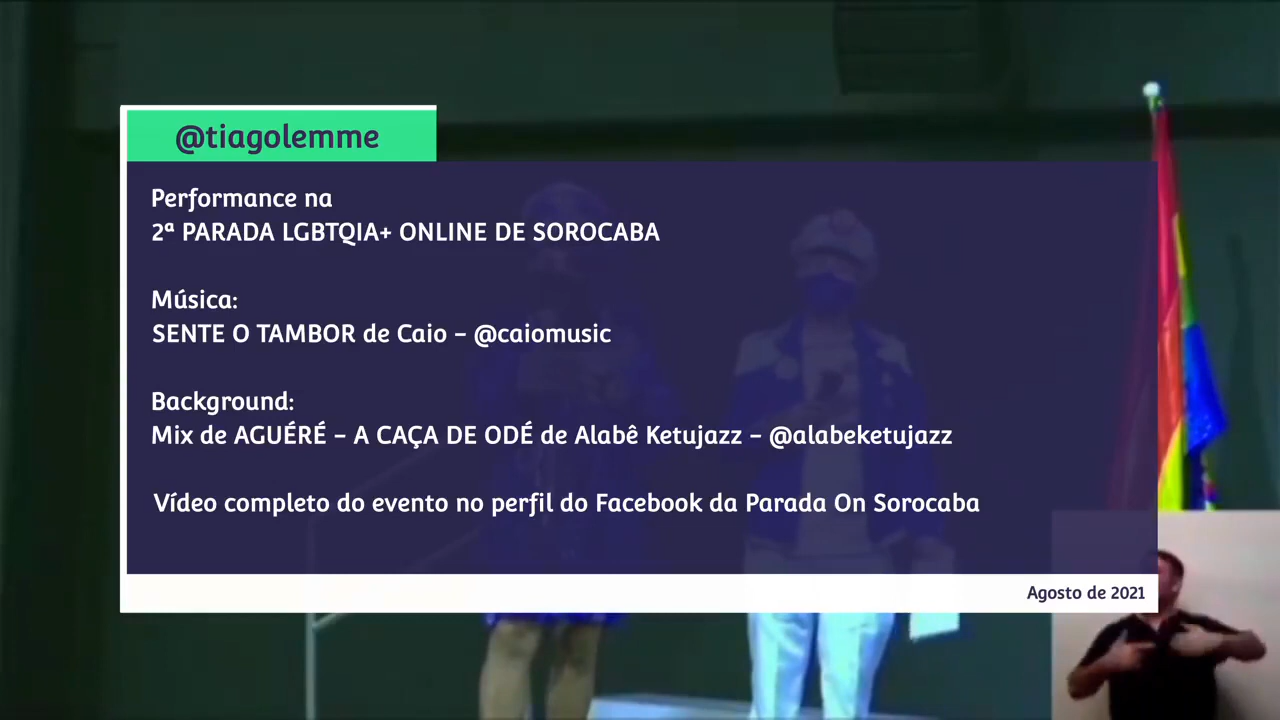 @tiagolemme
Performance na
2ª PARADA LGBTQIA+ ONLINE DE SOROCABA
Música:
SENTE O TAMBOR de Caio – @caiomusic
Background:
Mix de AGUÉRÉ – A CAÇA DE ODÉ de Alabê Ketujazz – @alabeketujazz
Vídeo completo do evento no perfil do Facebook da Parada On Sorocaba
Agosto de 2021